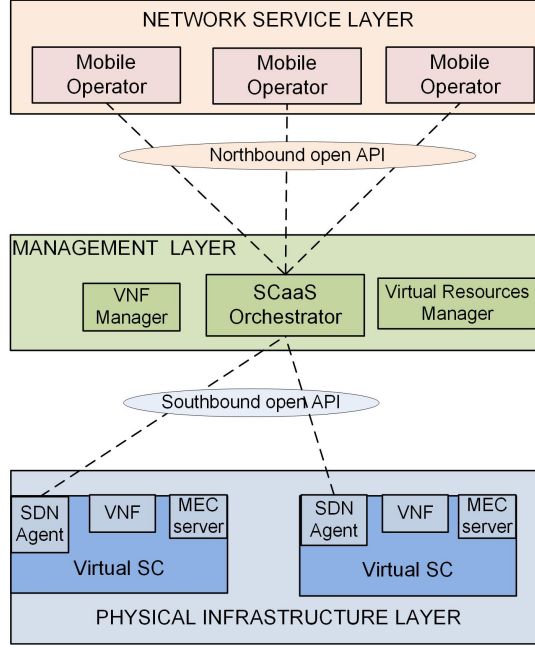 NETWORK SERVICE LAYER
Mobile
Operator
Mobile
Operator
Mobile
Operator
Northbound open API
MANAGEMENT LAYER
VNF
Manager
SCaaS
Orchestrator
Virtual Resources
Manager
Southbound open API
SDN
Agent
VNF
MEC
server
Virtual SC
SDN
Agent
VNF
MEC
server
Virtual SC
PHYSICAL INFRASTRUCTURE LAYER